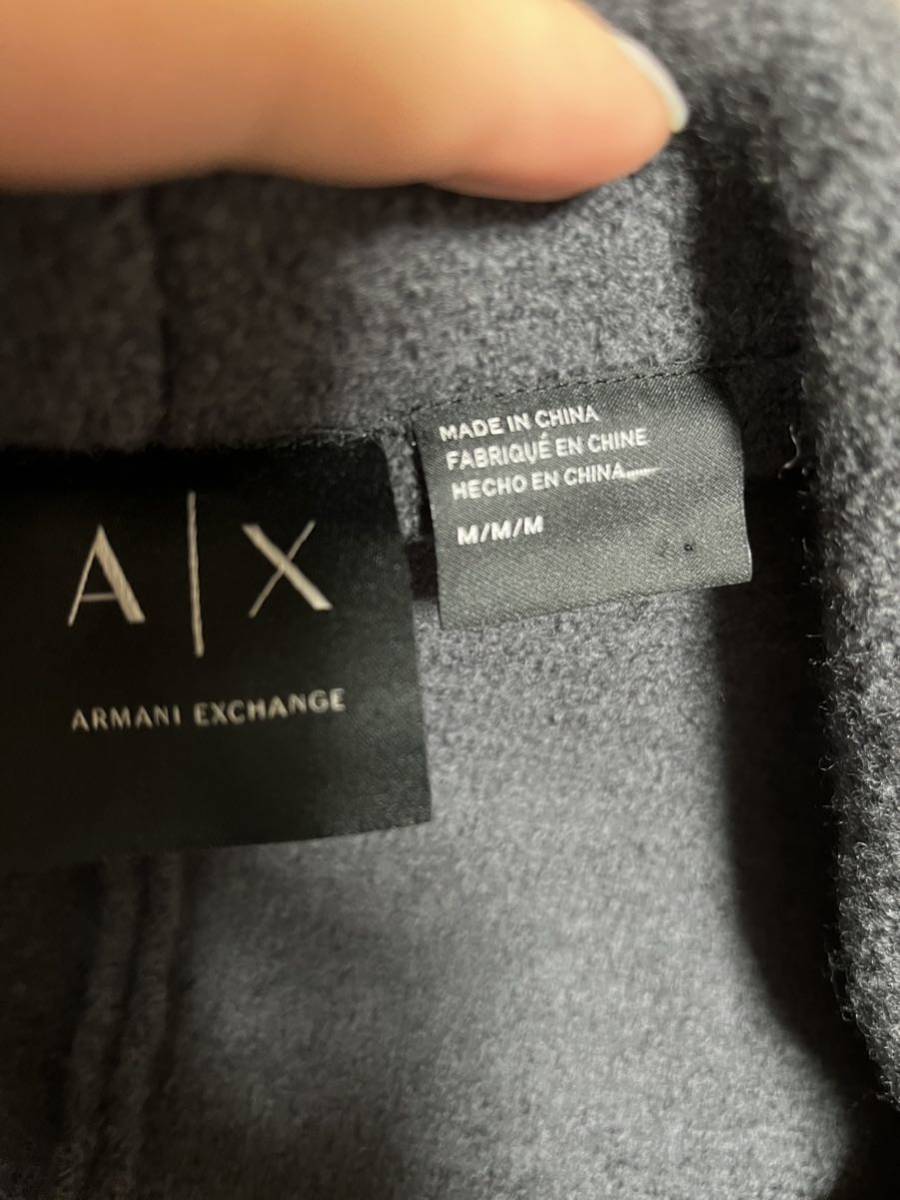 A|X
ARMANI EXCHANGE
MADE IN CHINA
FABRIQUÉ EN CHINE
HECHO EN CHINA
M/M/M